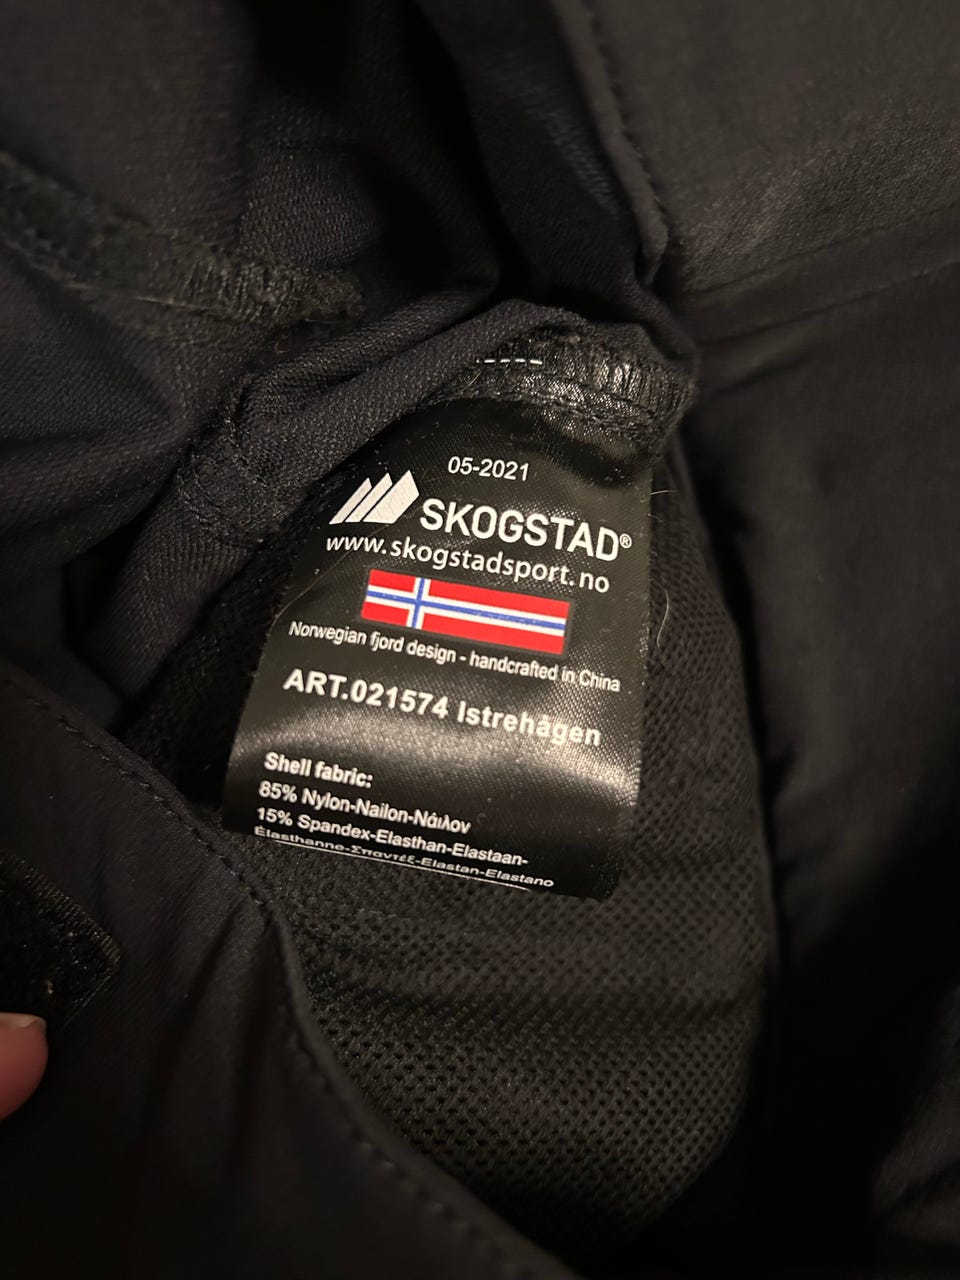 05-2021
SKOGSTAD®
www.skogstadsport.no
Norwegian fjord design - handcrafted in China
ART.021574 Istrehågen
Shell fabric:
85% Nylon-Nailon-Νάιλον
15% Spandex-Elasthan-Elastaan-
Élasthanne-Σπαντέξ-Elastan-Elastano